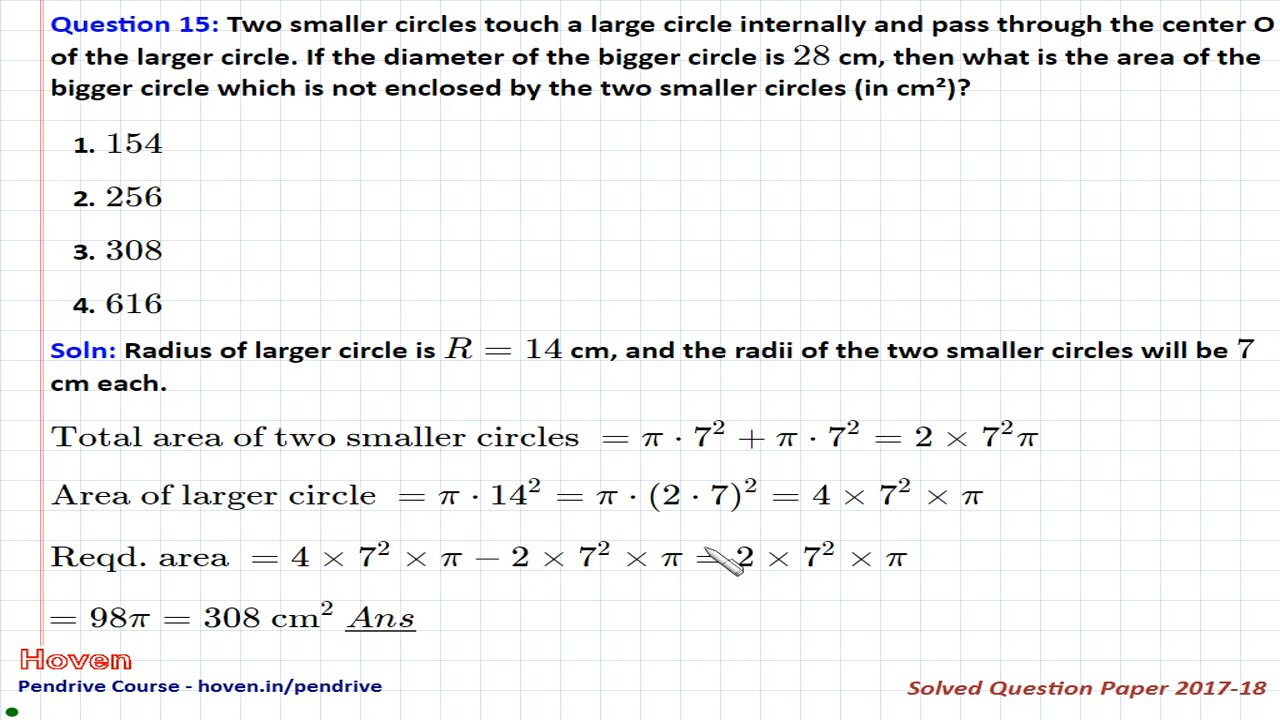 Question 15: Two smaller circles touch a large circle internally and pass through the center O
of the larger circle. If the diameter of the bigger circle is 28 cm, then what is the area of the
bigger circle which is not enclosed by the two smaller circles (in cm²)?
1. 154
2. 256
3. 308
4. 616
Soln: Radius of larger circle is R = 14 cm, and the radii of the two smaller circles will be 7
cm each.
Total area of two smaller circles = π · 7² + π · 7² = 2 × 7²π
Area of larger circle = π · 14² = π · (2 · 7)² = 4 × 7² × π
Reqd. area = 4 × 7² × π − 2 × 7² × π = 2 × 7² × π
= 98π = 308 cm² Ans
Hoven
Pendrive Course - hoven.in/pendrive
Solved Question Paper 2017-18